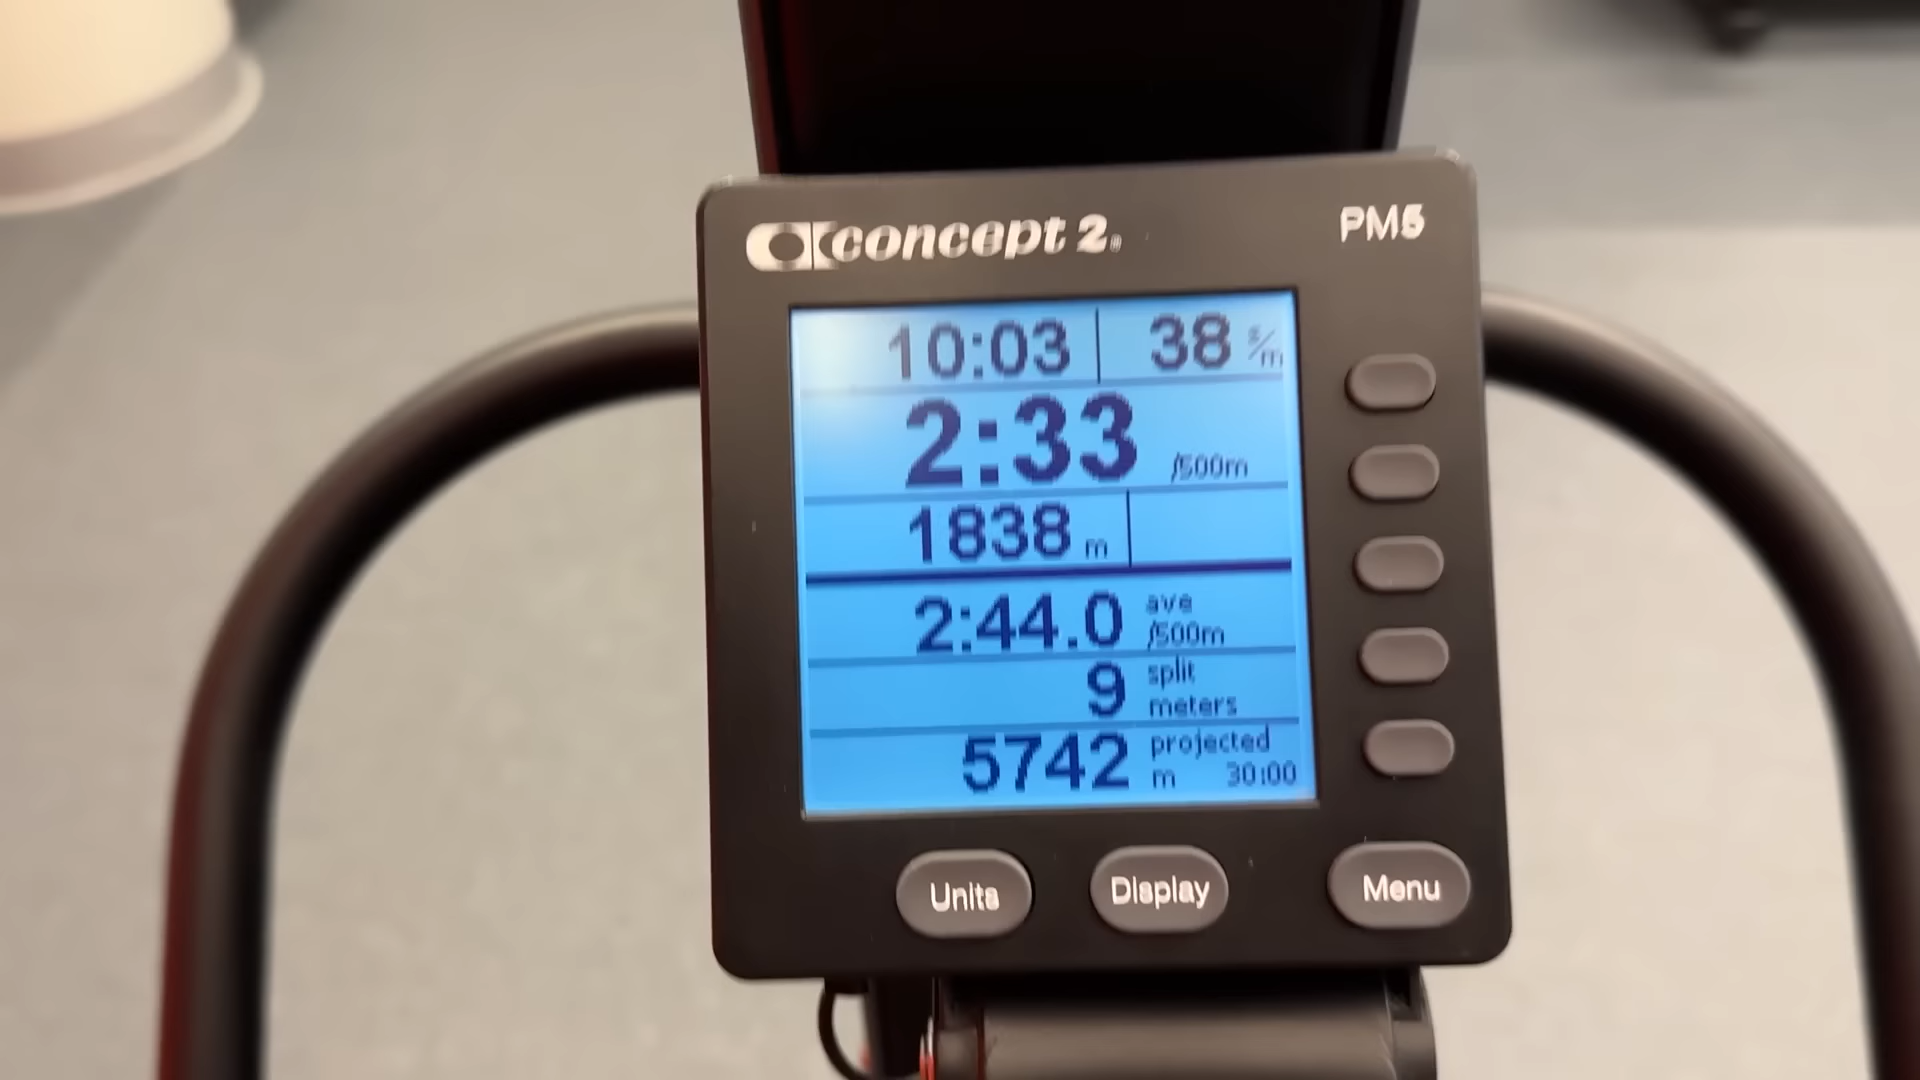 concept 2®
PM5
10:03 38 s/m
2:33 /500m
1838 m
2:44.0 ave /500m
9 split meters
5742 projected m 30:00
Units Display Menu